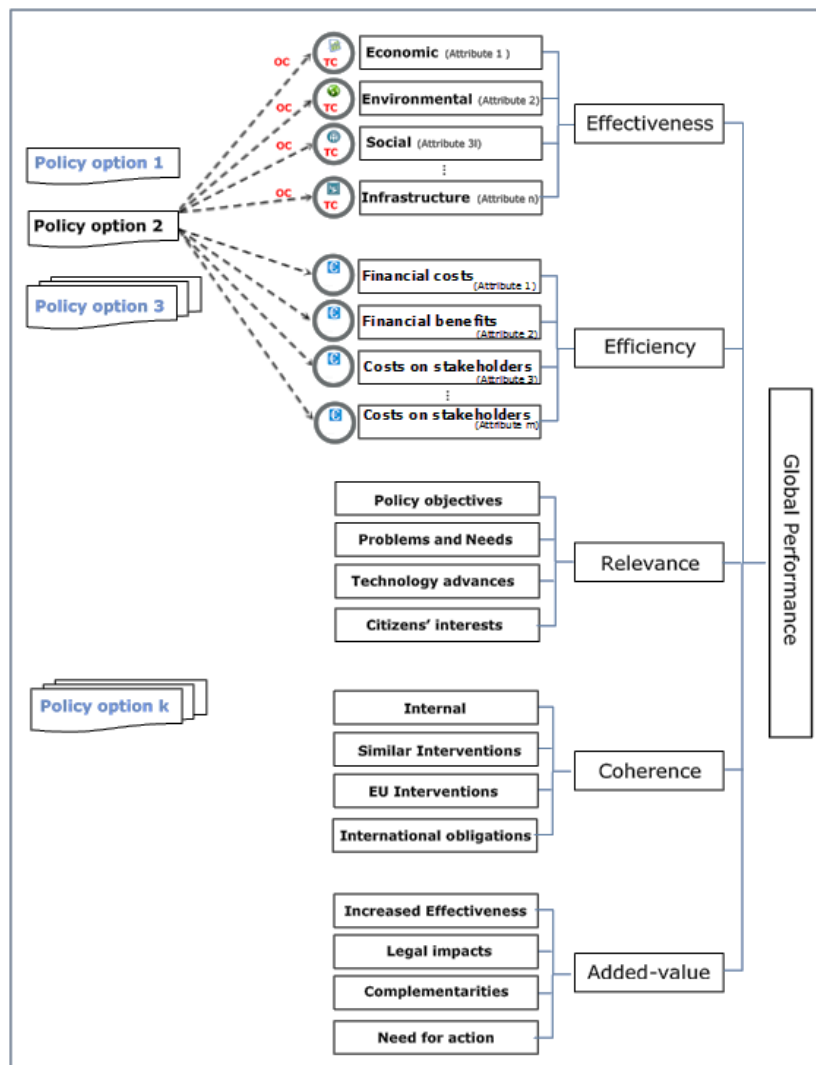 OC
TC
Economic (Attribute 1 )
OC
TC
Environmental (Attribute 2)
Effectiveness
OC
TC
Social (Attribute 3l)
⋮
Policy option 1
OC
TC
Infrastructure (Attribute n)
Policy option 2
€
Financial costs
(Attribute 1)
Policy option 3
€
Financial benefits
(Attribute 2)
Efficiency
€
Costs on stakeholders
(Attribute 3)
⋮
€
Costs on stakeholders
(Attribute m)
Global Performance
Policy objectives
Problems and Needs
Relevance
Technology advances
Citizens’ interests
Policy option k
Internal
Similar Interventions
Coherence
EU Interventions
International obligations
Increased Effectiveness
Legal impacts
Added-value
Complementarities
Need for action